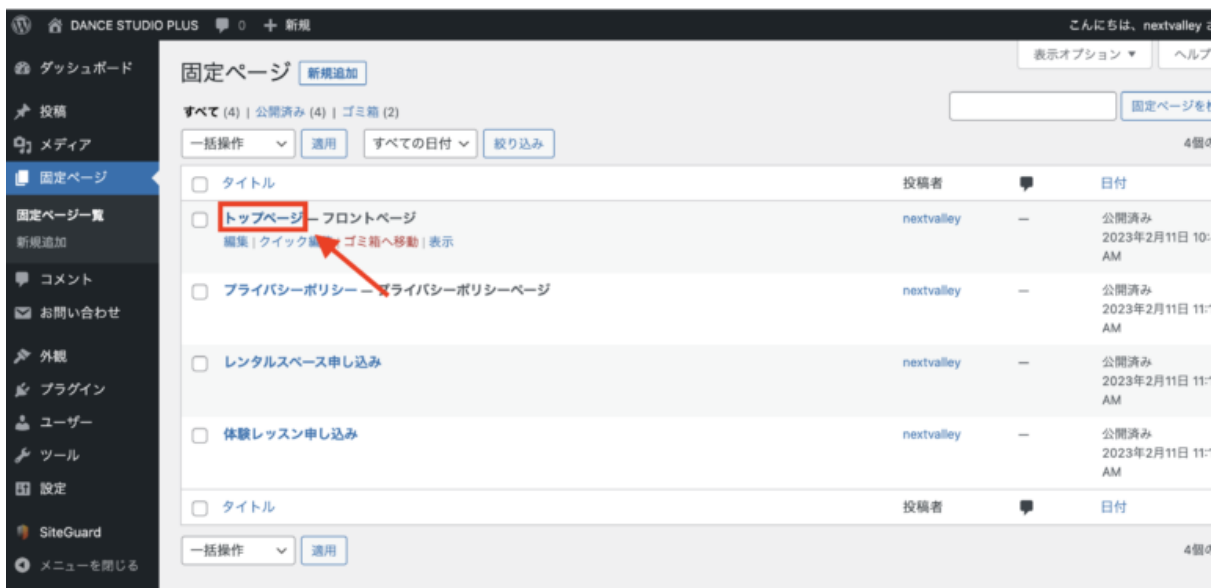 DANCE STUDIO PLUS 0 + 新規 こんにちは、nextvalley さ
ダッシュボード
投稿
メディア
固定ページ
固定ページ一覧
新規追加
コメント
お問い合わせ
外観
プラグイン
ユーザー
ツール
設定
SiteGuard
メニューを閉じる
表示オプション ▼ ヘルプ
固定ページ 新規追加
すべて (4) | 公開済み (4) | ゴミ箱 (2)
固定ページを
一括操作 適用 すべての日付 絞り込み
4個の
タイトル 投稿者 日付
トップページ — フロントページ nextvalley — 公開済み
編集 | クイック | ゴミ箱へ移動 | 表示 2023年2月11日 10:
AM
プライバシーポリシー — プライバシーポリシーページ nextvalley — 公開済み
2023年2月11日 11:
AM
レンタルスペース申し込み nextvalley — 公開済み
2023年2月11日 11:
AM
体験レッスン申し込み nextvalley — 公開済み
2023年2月11日 11:
AM
タイトル 投稿者 日付
一括操作 適用
4個の